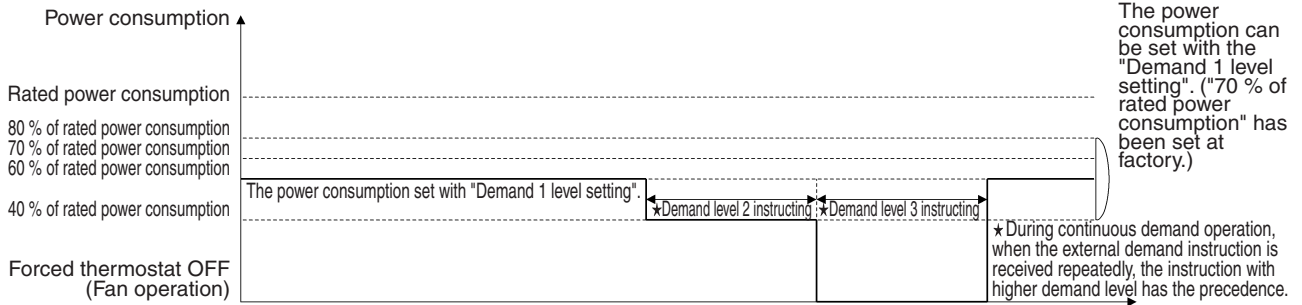 Power consumption
Rated power consumption
80 % of rated power consumption
70 % of rated power consumption
60 % of rated power consumption
40 % of rated power consumption
Forced thermostat OFF
(Fan operation)
The power consumption set with "Demand 1 level setting".
★Demand level 2 instructing
★Demand level 3 instructing
The power
consumption can
be set with the
"Demand 1 level
setting". ("70 % of
rated power
consumption" has
been set at
factory.)
★During continuous demand operation,
when the external demand instruction is
received repeatedly, the instruction with
higher demand level has the precedence.